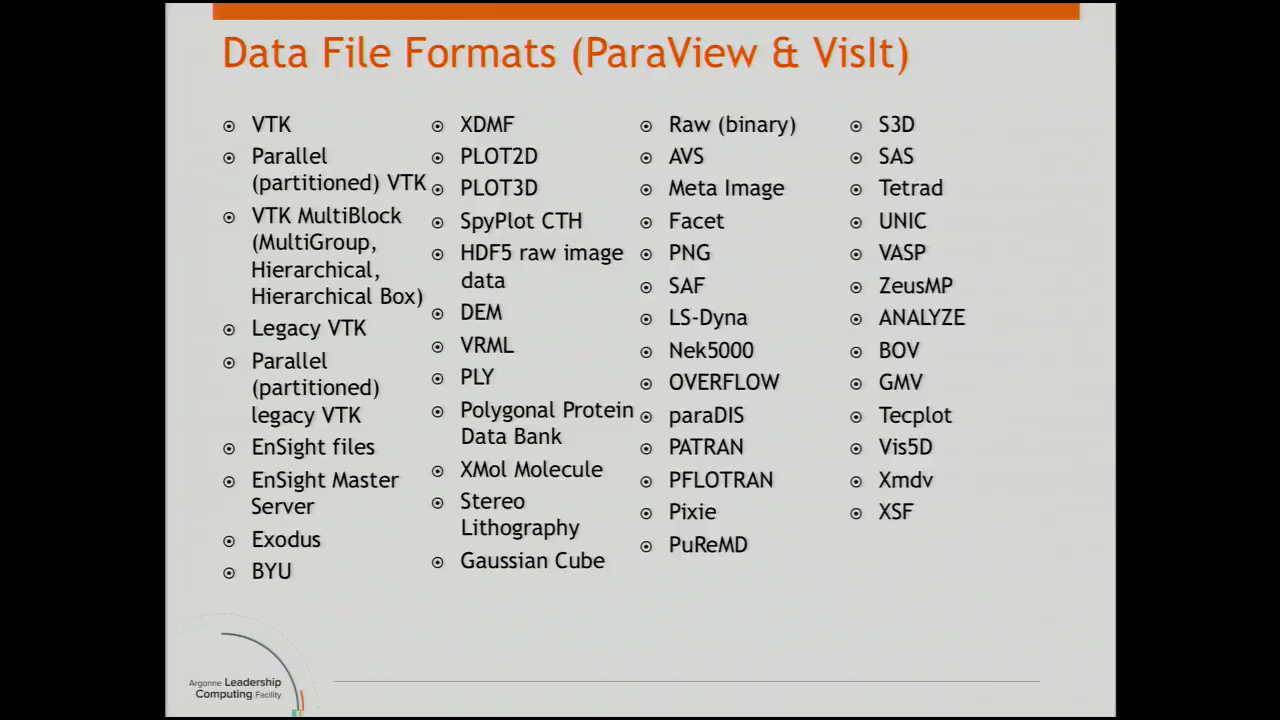 Data File Formats (ParaView & VisIt)
VTK
Parallel
(partitioned) VTK
VTK MultiBlock
(MultiGroup,
Hierarchical,
Hierarchical Box)
Legacy VTK
Parallel
(partitioned)
legacy VTK
EnSight files
EnSight Master
Server
Exodus
BYU
XDMF
PLOT2D
PLOT3D
SpyPlot CTH
HDF5 raw image
data
DEM
VRML
PLY
Polygonal Protein
Data Bank
XMol Molecule
Stereo
Lithography
Gaussian Cube
Raw (binary)
AVS
Meta Image
Facet
PNG
SAF
LS-Dyna
Nek5000
OVERFLOW
paraDIS
PATRAN
PFLOTRAN
Pixie
PuReMD
S3D
SAS
Tetrad
UNIC
VASP
ZeusMP
ANALYZE
BOV
GMV
Tecplot
Vis5D
Xmdv
XSF
Argonne Leadership
Computing Facility